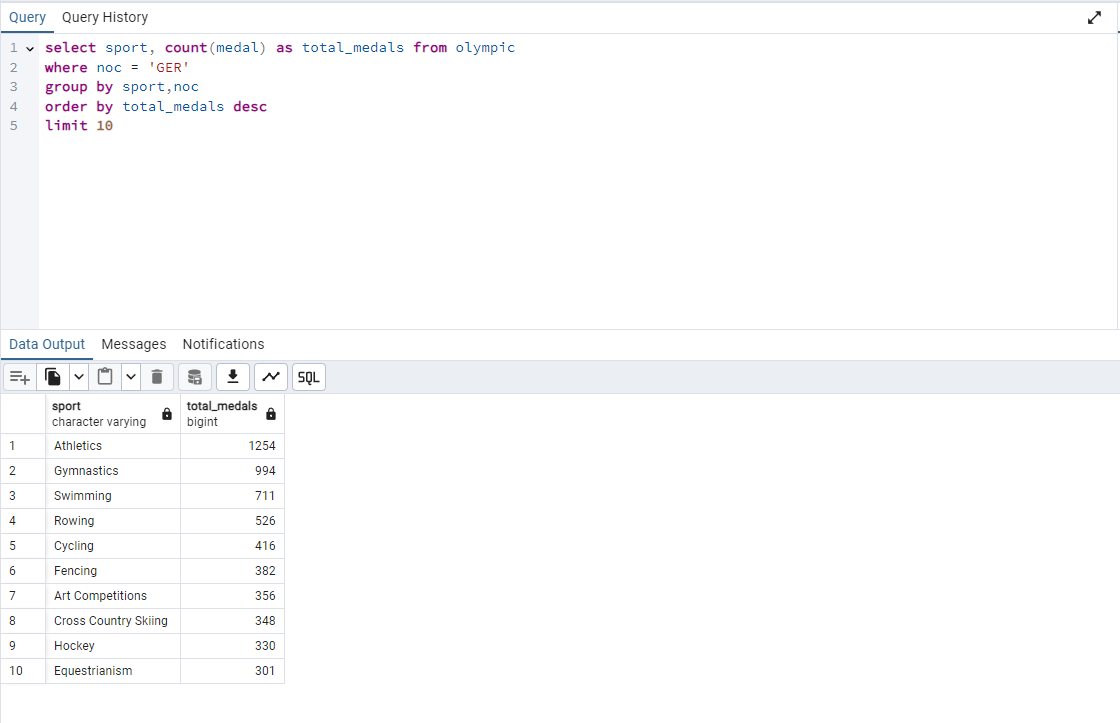 Query Query History
1 select sport, count(medal) as total_medals from olympic
2 where noc = 'GER'
3 group by sport,noc
4 order by total_medals desc
5 limit 10
Data Output Messages Notifications
SQL
sport total_medals
character varying bigint
1 Athletics 1254
2 Gymnastics 994
3 Swimming 711
4 Rowing 526
5 Cycling 416
6 Fencing 382
7 Art Competitions 356
8 Cross Country Skiing 348
9 Hockey 330
10 Equestrianism 301